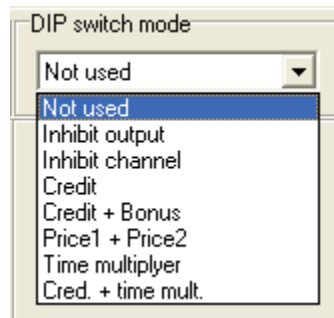 DIP switch mode
Not used
Not used
Inhibit output
Inhibit channel
Credit
Credit + Bonus
Price1 + Price2
Time multiplyer
Cred. + time mult.